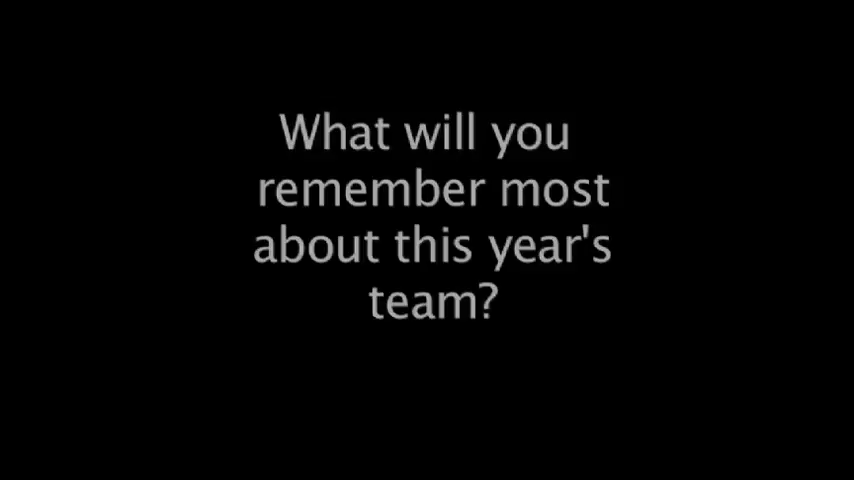 What will you
remember most
about this year's
team?